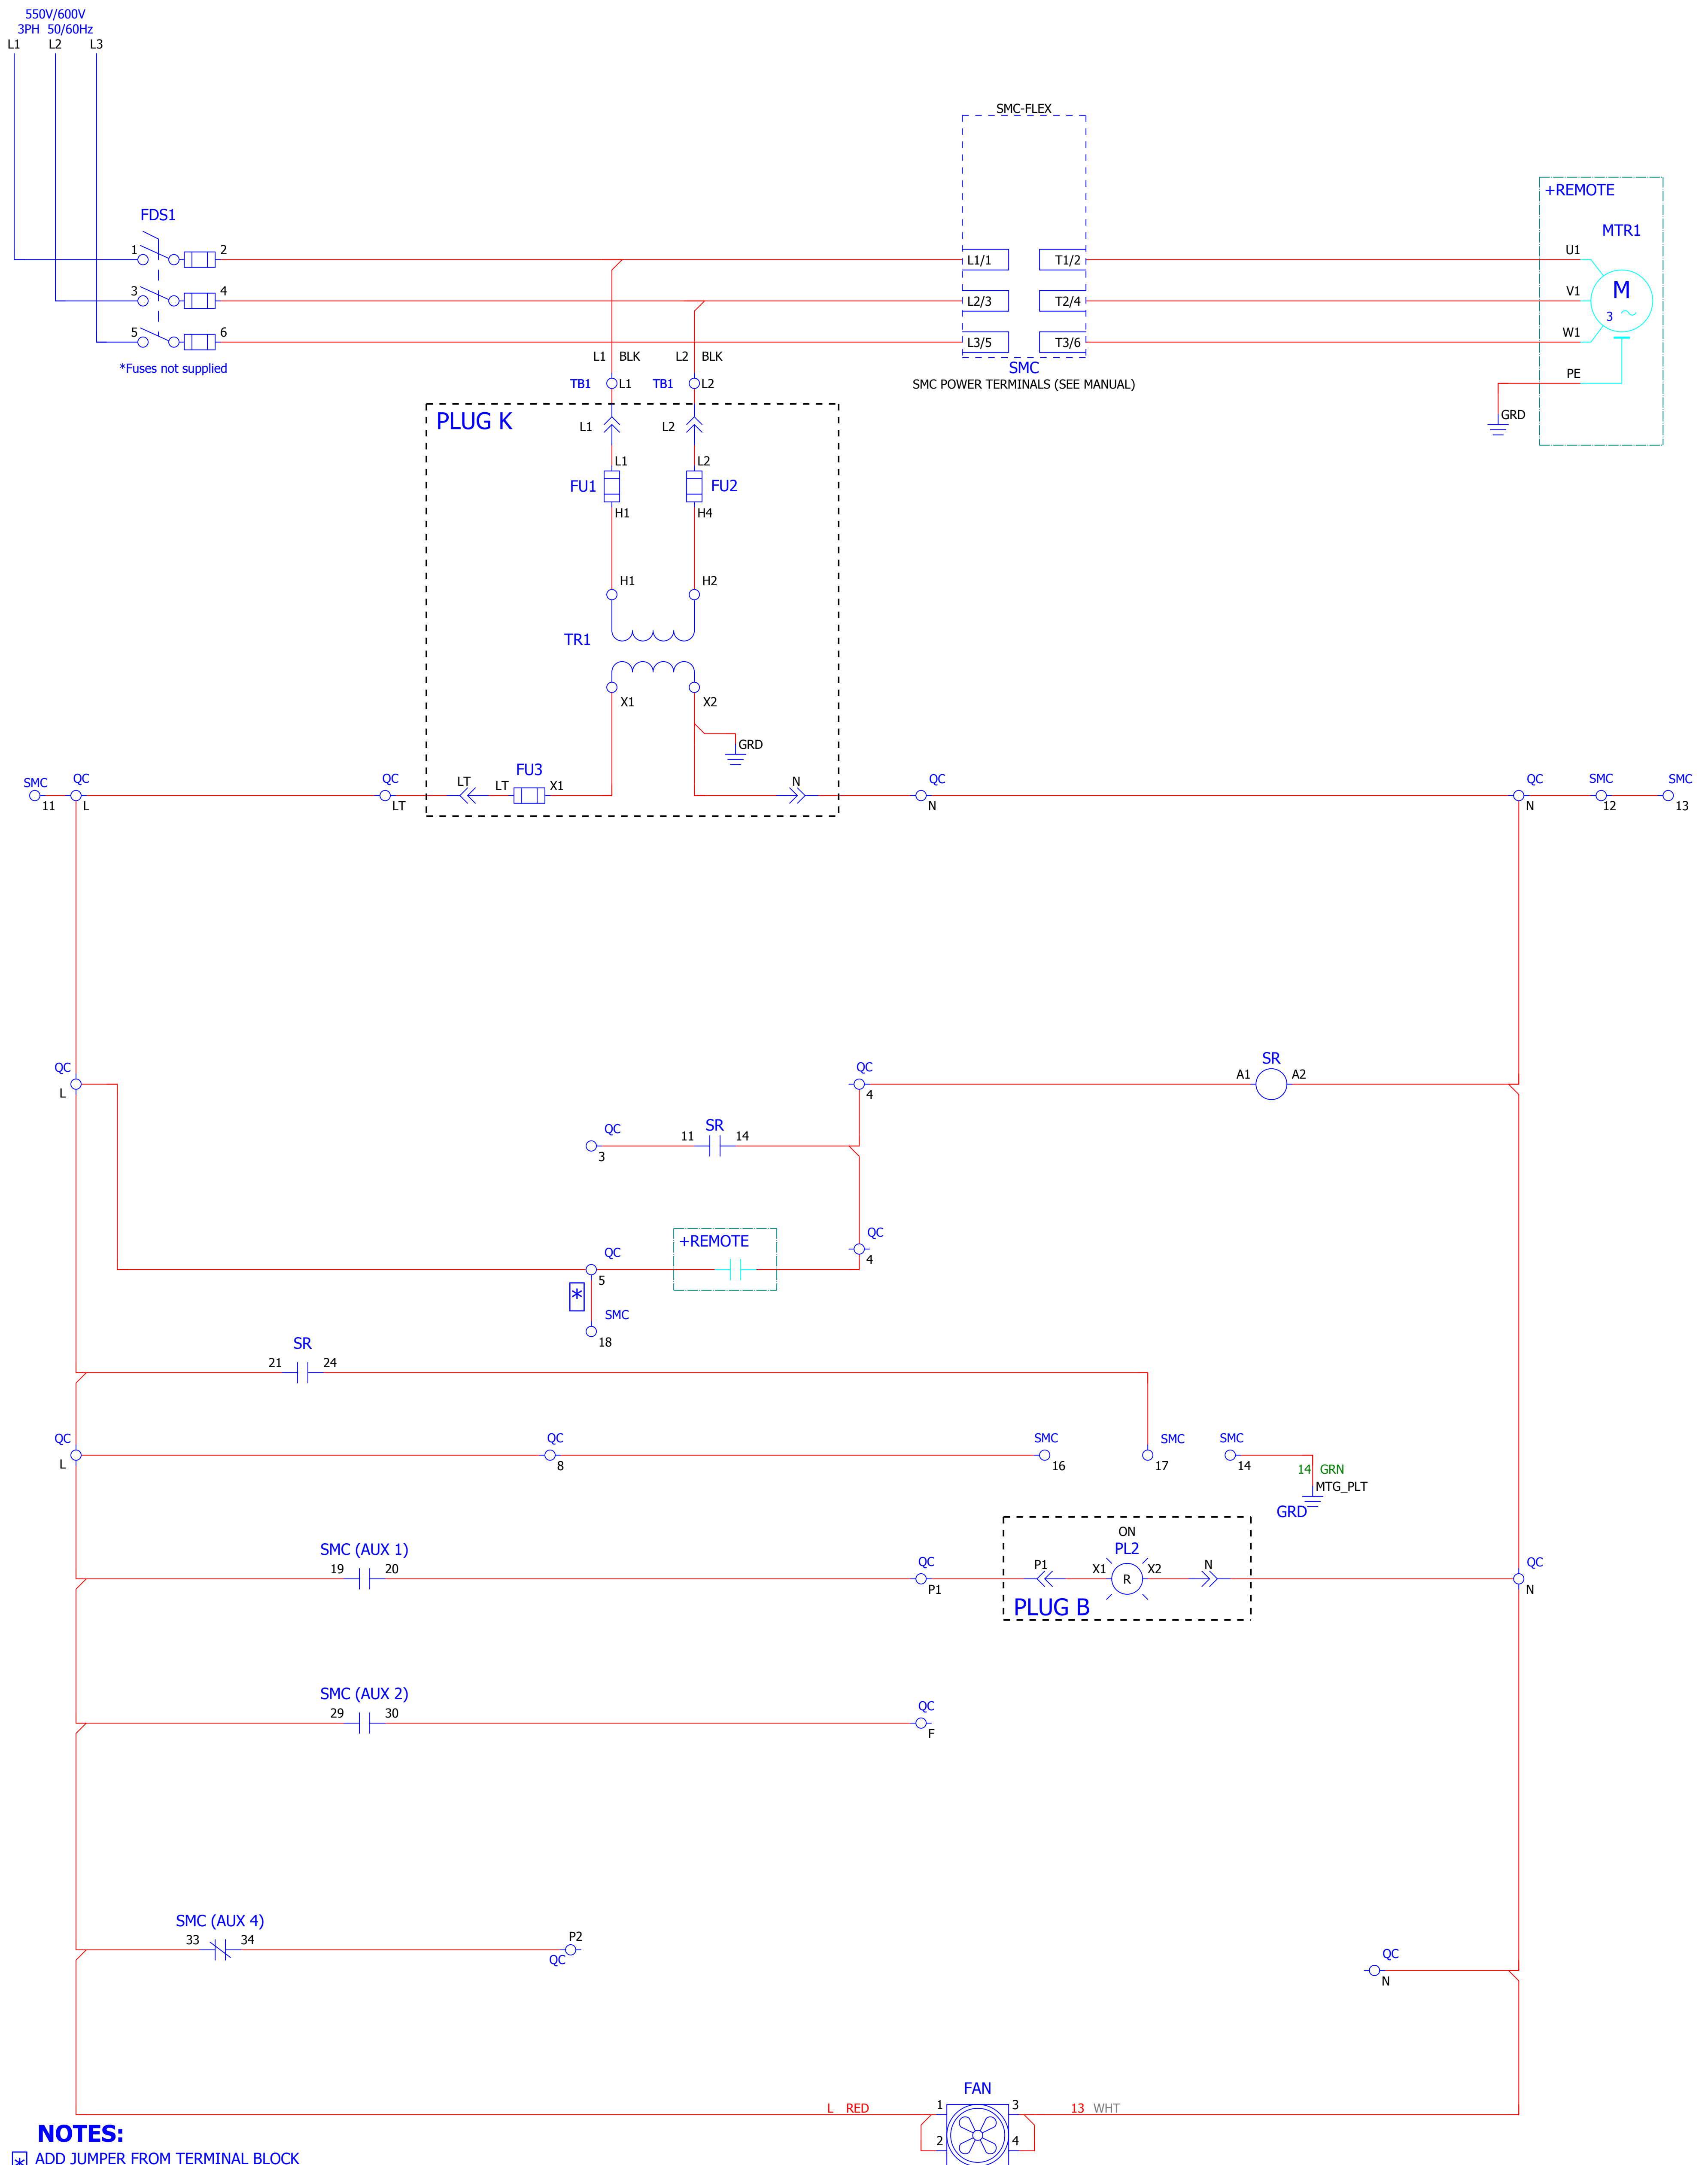 550V/600V
3PH 50/60Hz
L1 L2 L3
SMC-FLEX
+REMOTE
FDS1
MTR1
1 2
L1/1 T1/2
U1
3 4
L2/3 T2/4
V1
M
3
5 6
L3/5 T3/6
W1
*Fuses not supplied
L1 BLK L2 BLK
SMC
SMC POWER TERMINALS (SEE MANUAL)
PE
TB1 L1 TB1 L2
GRD
PLUG K
L1 L2
L1 L2
FU1 FU2
H1 H4
H1 H2
TR1
X1 X2
GRD
SMC QC QC LT LT FU3 X1 N QC QC SMC SMC
11 L LT N N 12 13
QC QC SR
L 4 A1 A2
QC 11 SR 14
3
+REMOTE
QC QC
5 4
*
SMC
18
SR
21 24
QC QC SMC SMC SMC
L 8 16 17 14
14 GRN
MTG_PLT
GRD
ON
SMC (AUX 1) PL2
19 20 QC P1 X1 R X2 N QC
P1 N
PLUG B
SMC (AUX 2)
29 30 QC
F
SMC (AUX 4)
33 34 P2
QC
QC
N
FAN
L RED 1 3 13 WHT
2 4
NOTES:
* ADD JUMPER FROM TERMINAL BLOCK